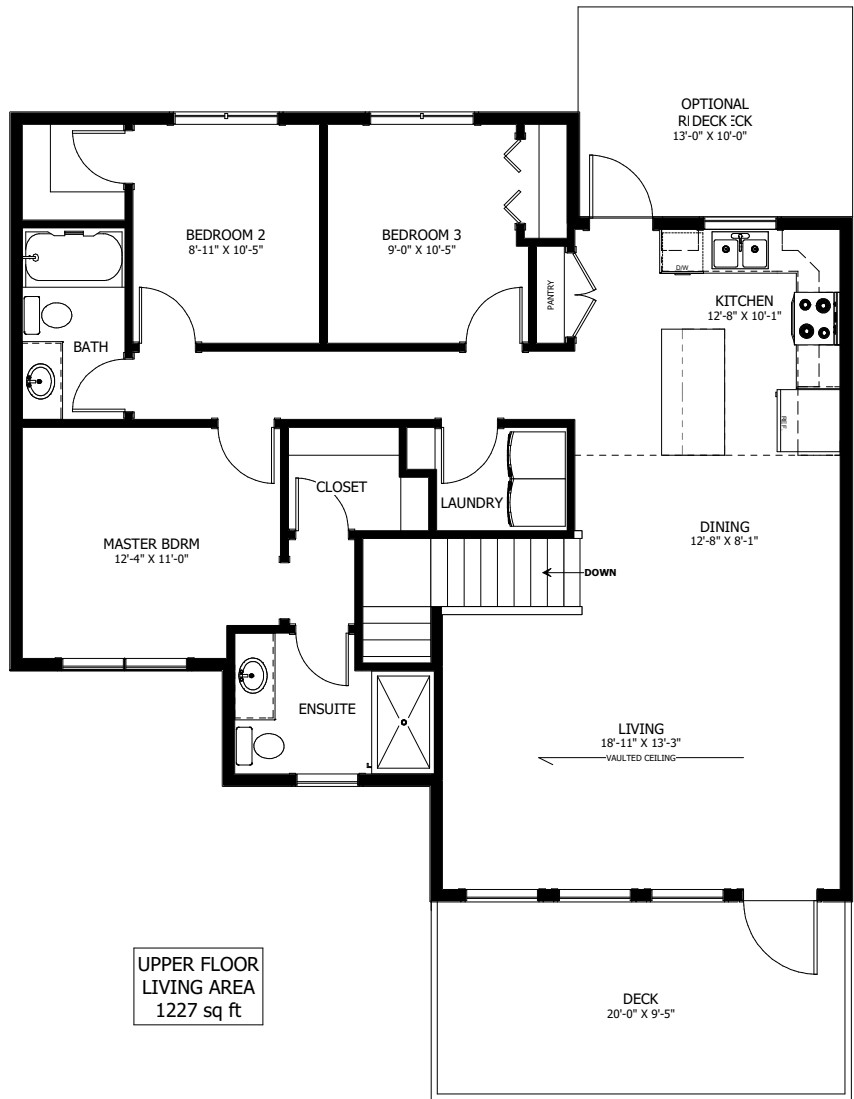 OPTIONAL
DECK
13'-0" X 10'-0"
BEDROOM 2
8'-11" X 10'-5"
BEDROOM 3
9'-0" X 10'-5"
D/W
PANTRY
KITCHEN
12'-8" X 10'-1"
BATH
REF
CLOSET
LAUNDRY
MASTER BDRM
12'-4" X 11'-0"
DINING
12'-8" X 8'-1"
DOWN
ENSUITE
LIVING
18'-11" X 13'-3"
VAULTED CEILING
UPPER FLOOR
LIVING AREA
1227 sq ft
DECK
20'-0" X 9'-5"